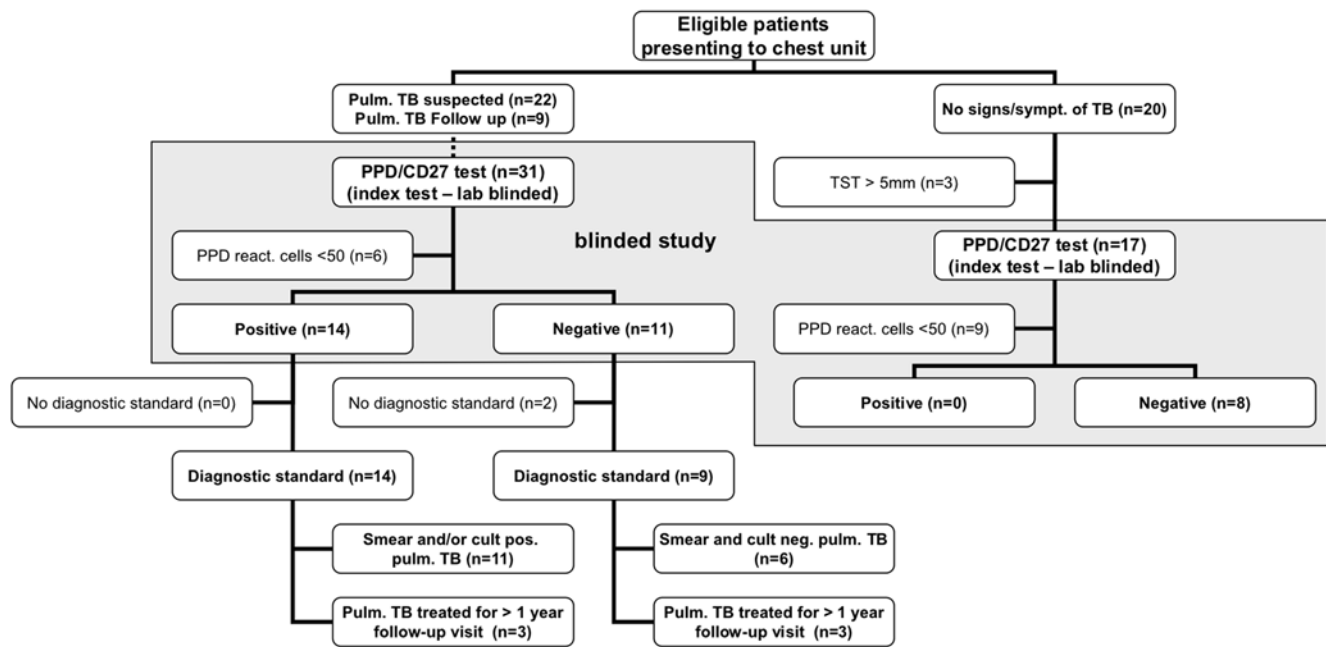 Eligible patients
presenting to chest unit
Pulm. TB suspected (n=22)
Pulm. TB Follow up (n=9)
No signs/sympt. of TB (n=20)
PPD/CD27 test (n=31)
(index test – lab blinded)
TST > 5mm (n=3)
blinded study
PPD react. cells <50 (n=6)
PPD/CD27 test (n=17)
(index test – lab blinded)
Positive (n=14)
Negative (n=11)
PPD react. cells <50 (n=9)
No diagnostic standard (n=0)
No diagnostic standard (n=2)
Positive (n=0)
Negative (n=8)
Diagnostic standard (n=14)
Diagnostic standard (n=9)
Smear and/or cult pos.
pulm. TB (n=11)
Smear and cult neg. pulm. TB
(n=6)
Pulm. TB treated for > 1 year
follow-up visit (n=3)
Pulm. TB treated for > 1 year
follow-up visit (n=3)